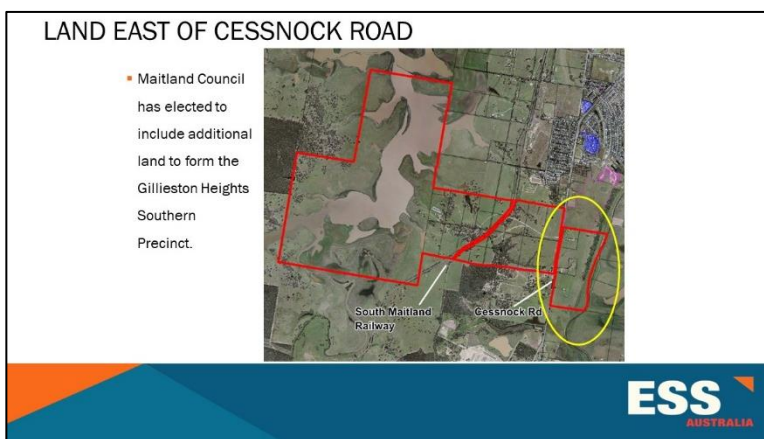 LAND EAST OF CESSNOCK ROAD
▪ Maitland Council
has elected to
include additional
land to form the
Gillieston Heights
Southern
Precinct.
South Maitland
Railway
Cessnock Rd
ESS
AUSTRALIA